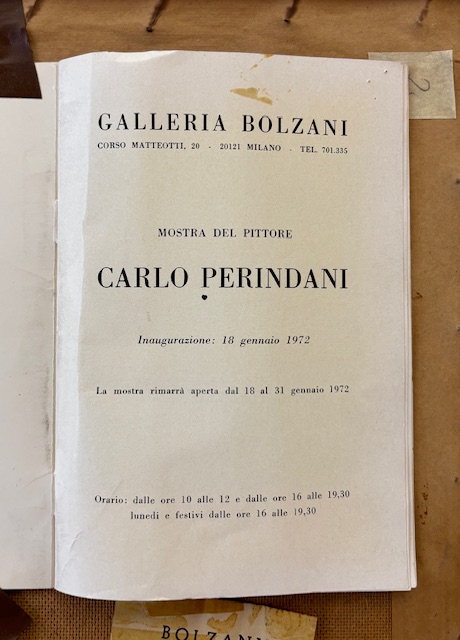 GALLERIA BOLZANI
CORSO MATTEOTTI, 20 - 20121 MILANO - TEL. 701.335
MOSTRA DEL PITTORE
CARLO PERINDANI
Inaugurazione: 18 gennaio 1972
La mostra rimarrà aperta dal 18 al 31 gennaio 1972
Orario: dalle ore 10 alle 12 e dalle ore 16 alle 19,30
lunedì e festivi dalle ore 16 alle 19,30